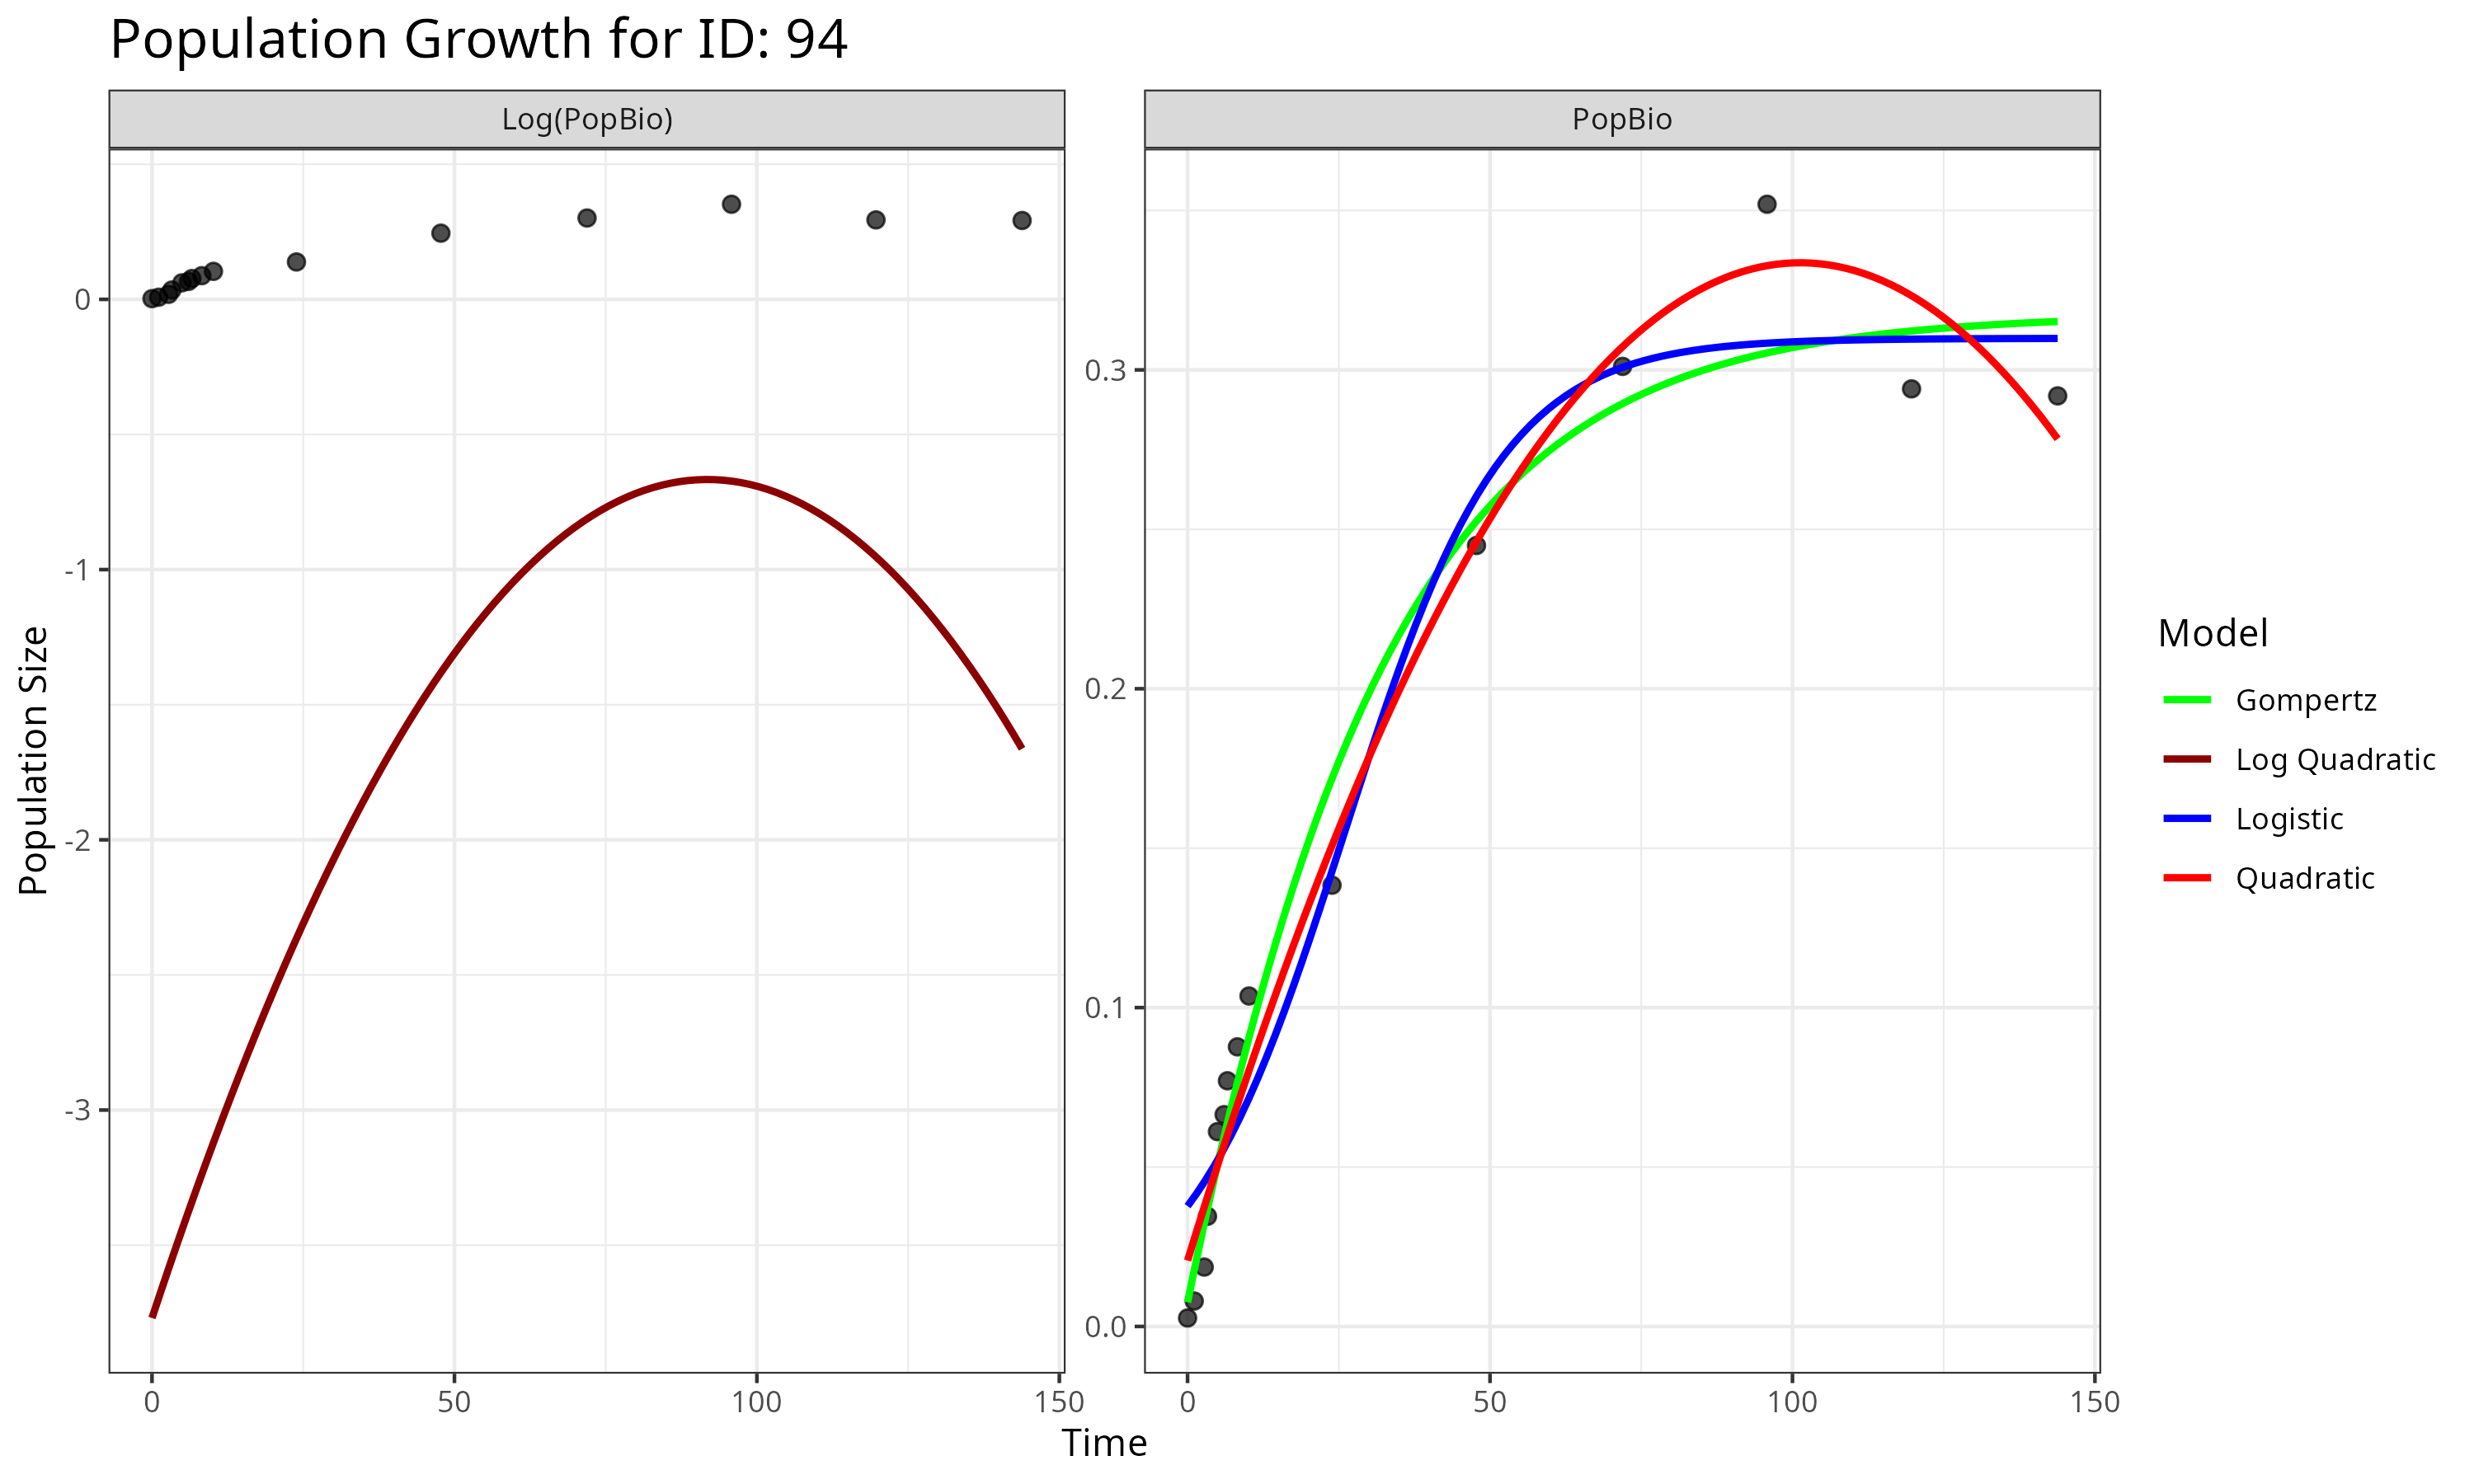 Population Growth for ID: 94
Log(PopBio)
PopBio
Population Size
0
-1
-2
-3
0.3
0.2
0.1
0.0
0 50 100 150
0 50 100 150
Time
Model
Gompertz
Log Quadratic
Logistic
Quadratic